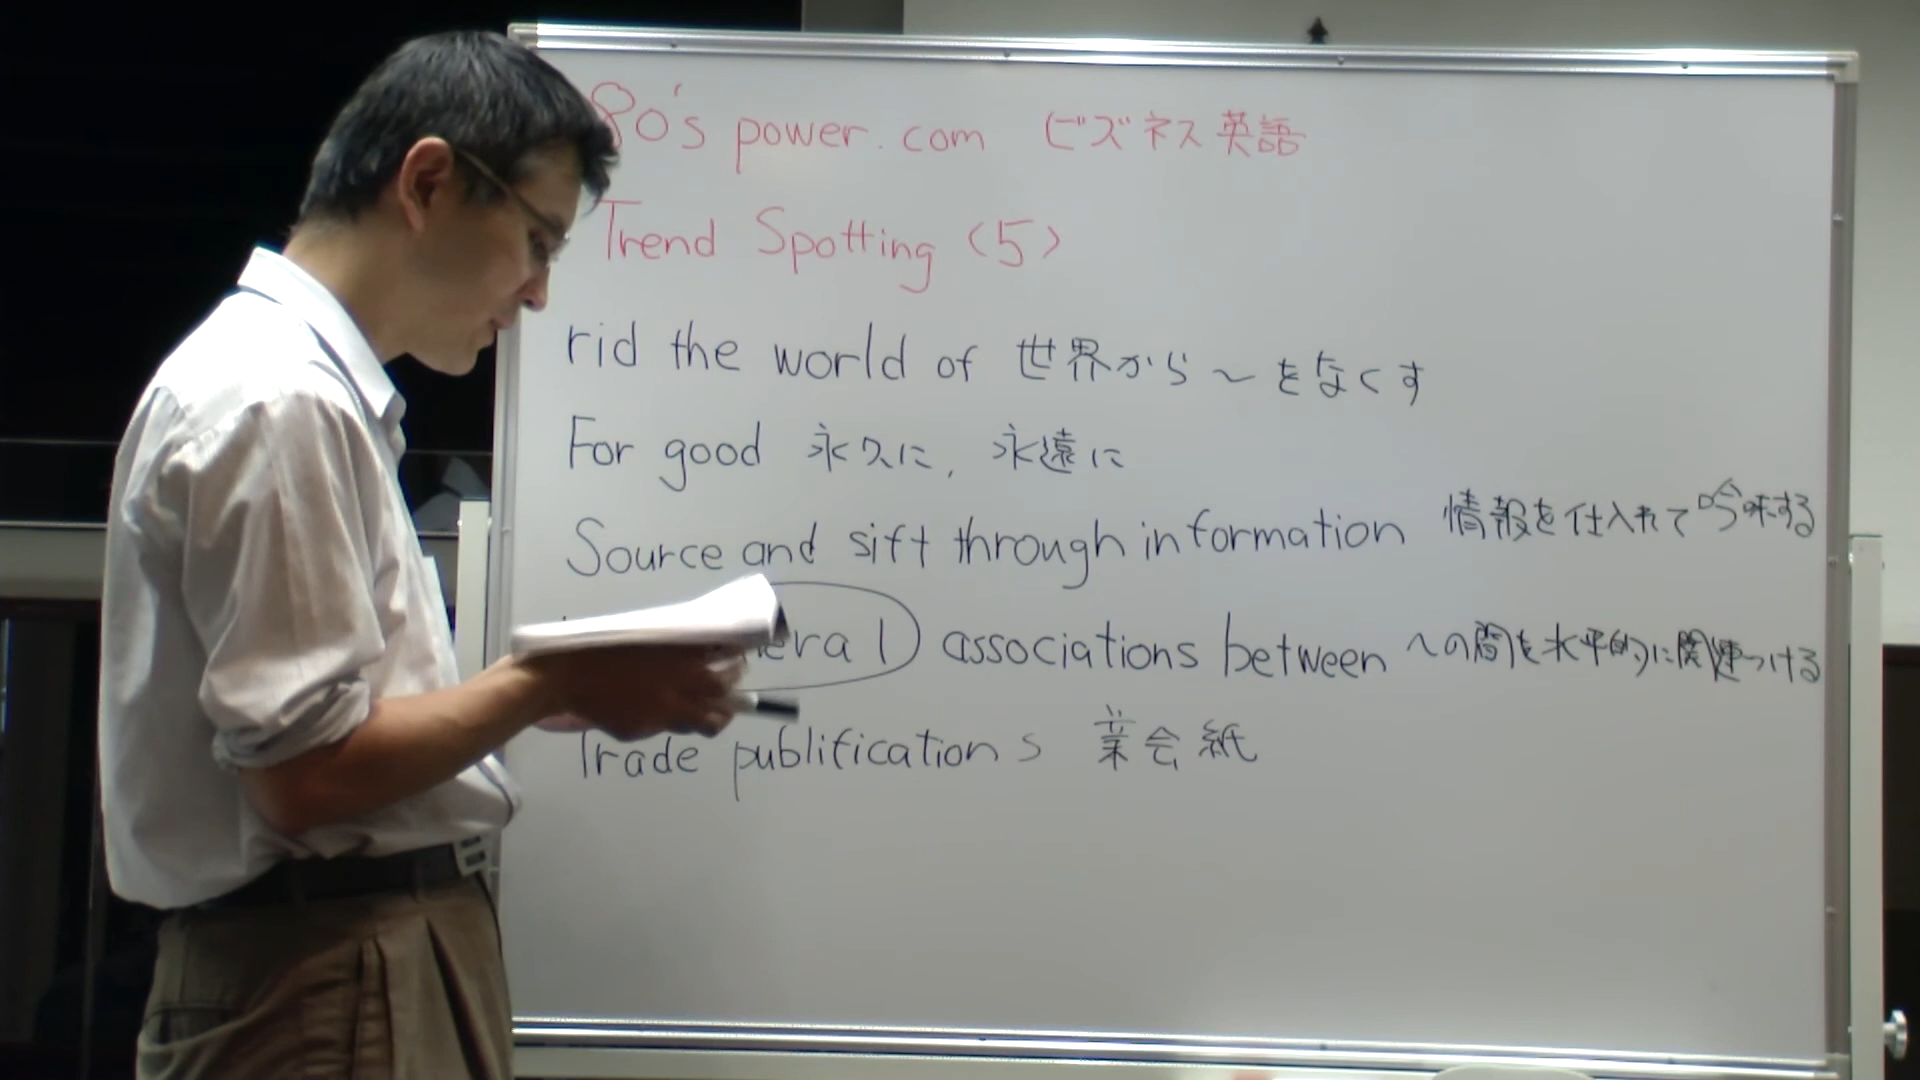 80's power.com ビズネス英語
Trend Spotting <5>
rid the world of 世界から~をなくす
For good 永久に, 永遠に
Source and sift through information 情報を仕入れて吟味する
associations between への間を水平的に関連づける
Trade publifications 業会紙